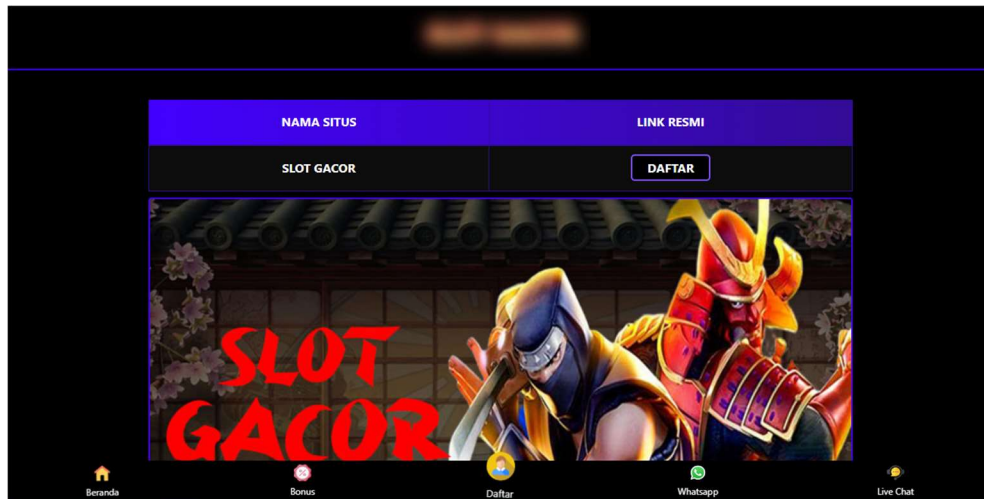 NAMA SITUS LINK RESMI
SLOT GACOR DAFTAR
SLOT
GACOR
Beranda Bonus Daftar Whatsapp Live Chat